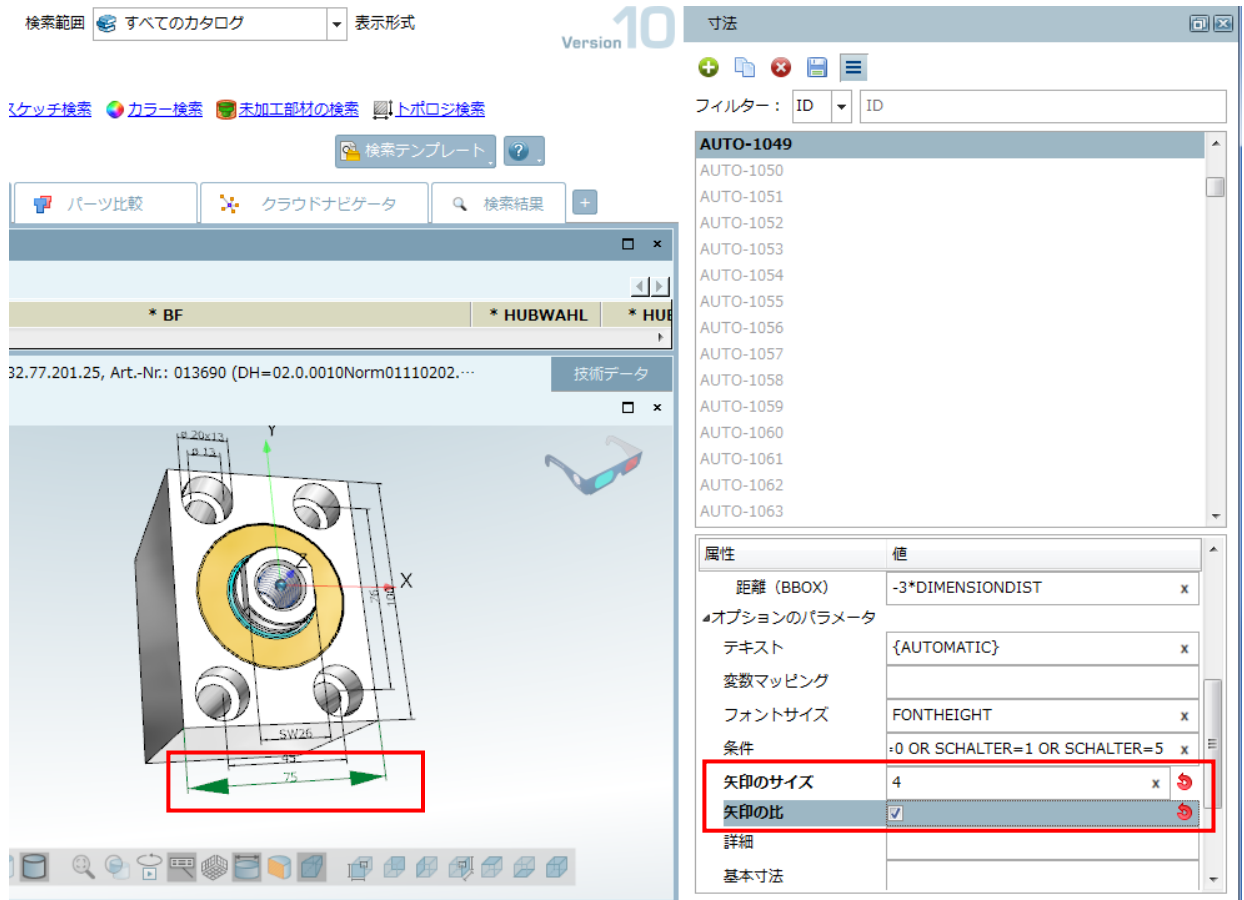 検索範囲 すべてのカタログ 表示形式
Version 10
スケッチ検索 カラー検索 未加工部材の検索 トポロジ検索
検索テンプレート
?
パーツ比較 クラウドナビゲータ 検索結果 +
* BF * HUBWAHL * HUB
32.77.201.25, Art.-Nr.: 013690 (DH=02.0.0010Norm01110202.… 技術データ
ø 20x13
ø 13
Y
Z
X
76
100
SW26
45
75
寸法
フィルター： ID ID
AUTO-1049
AUTO-1050
AUTO-1051
AUTO-1052
AUTO-1053
AUTO-1054
AUTO-1055
AUTO-1056
AUTO-1057
AUTO-1058
AUTO-1059
AUTO-1060
AUTO-1061
AUTO-1062
AUTO-1063
属性 値
距離（BBOX） -3*DIMENSIONDIST x
オプションのパラメータ
テキスト {AUTOMATIC} x
変数マッピング
フォントサイズ FONTHEIGHT x
条件 =0 OR SCHALTER=1 OR SCHALTER=5 x
矢印のサイズ 4 x
矢印の比
詳細
基本寸法